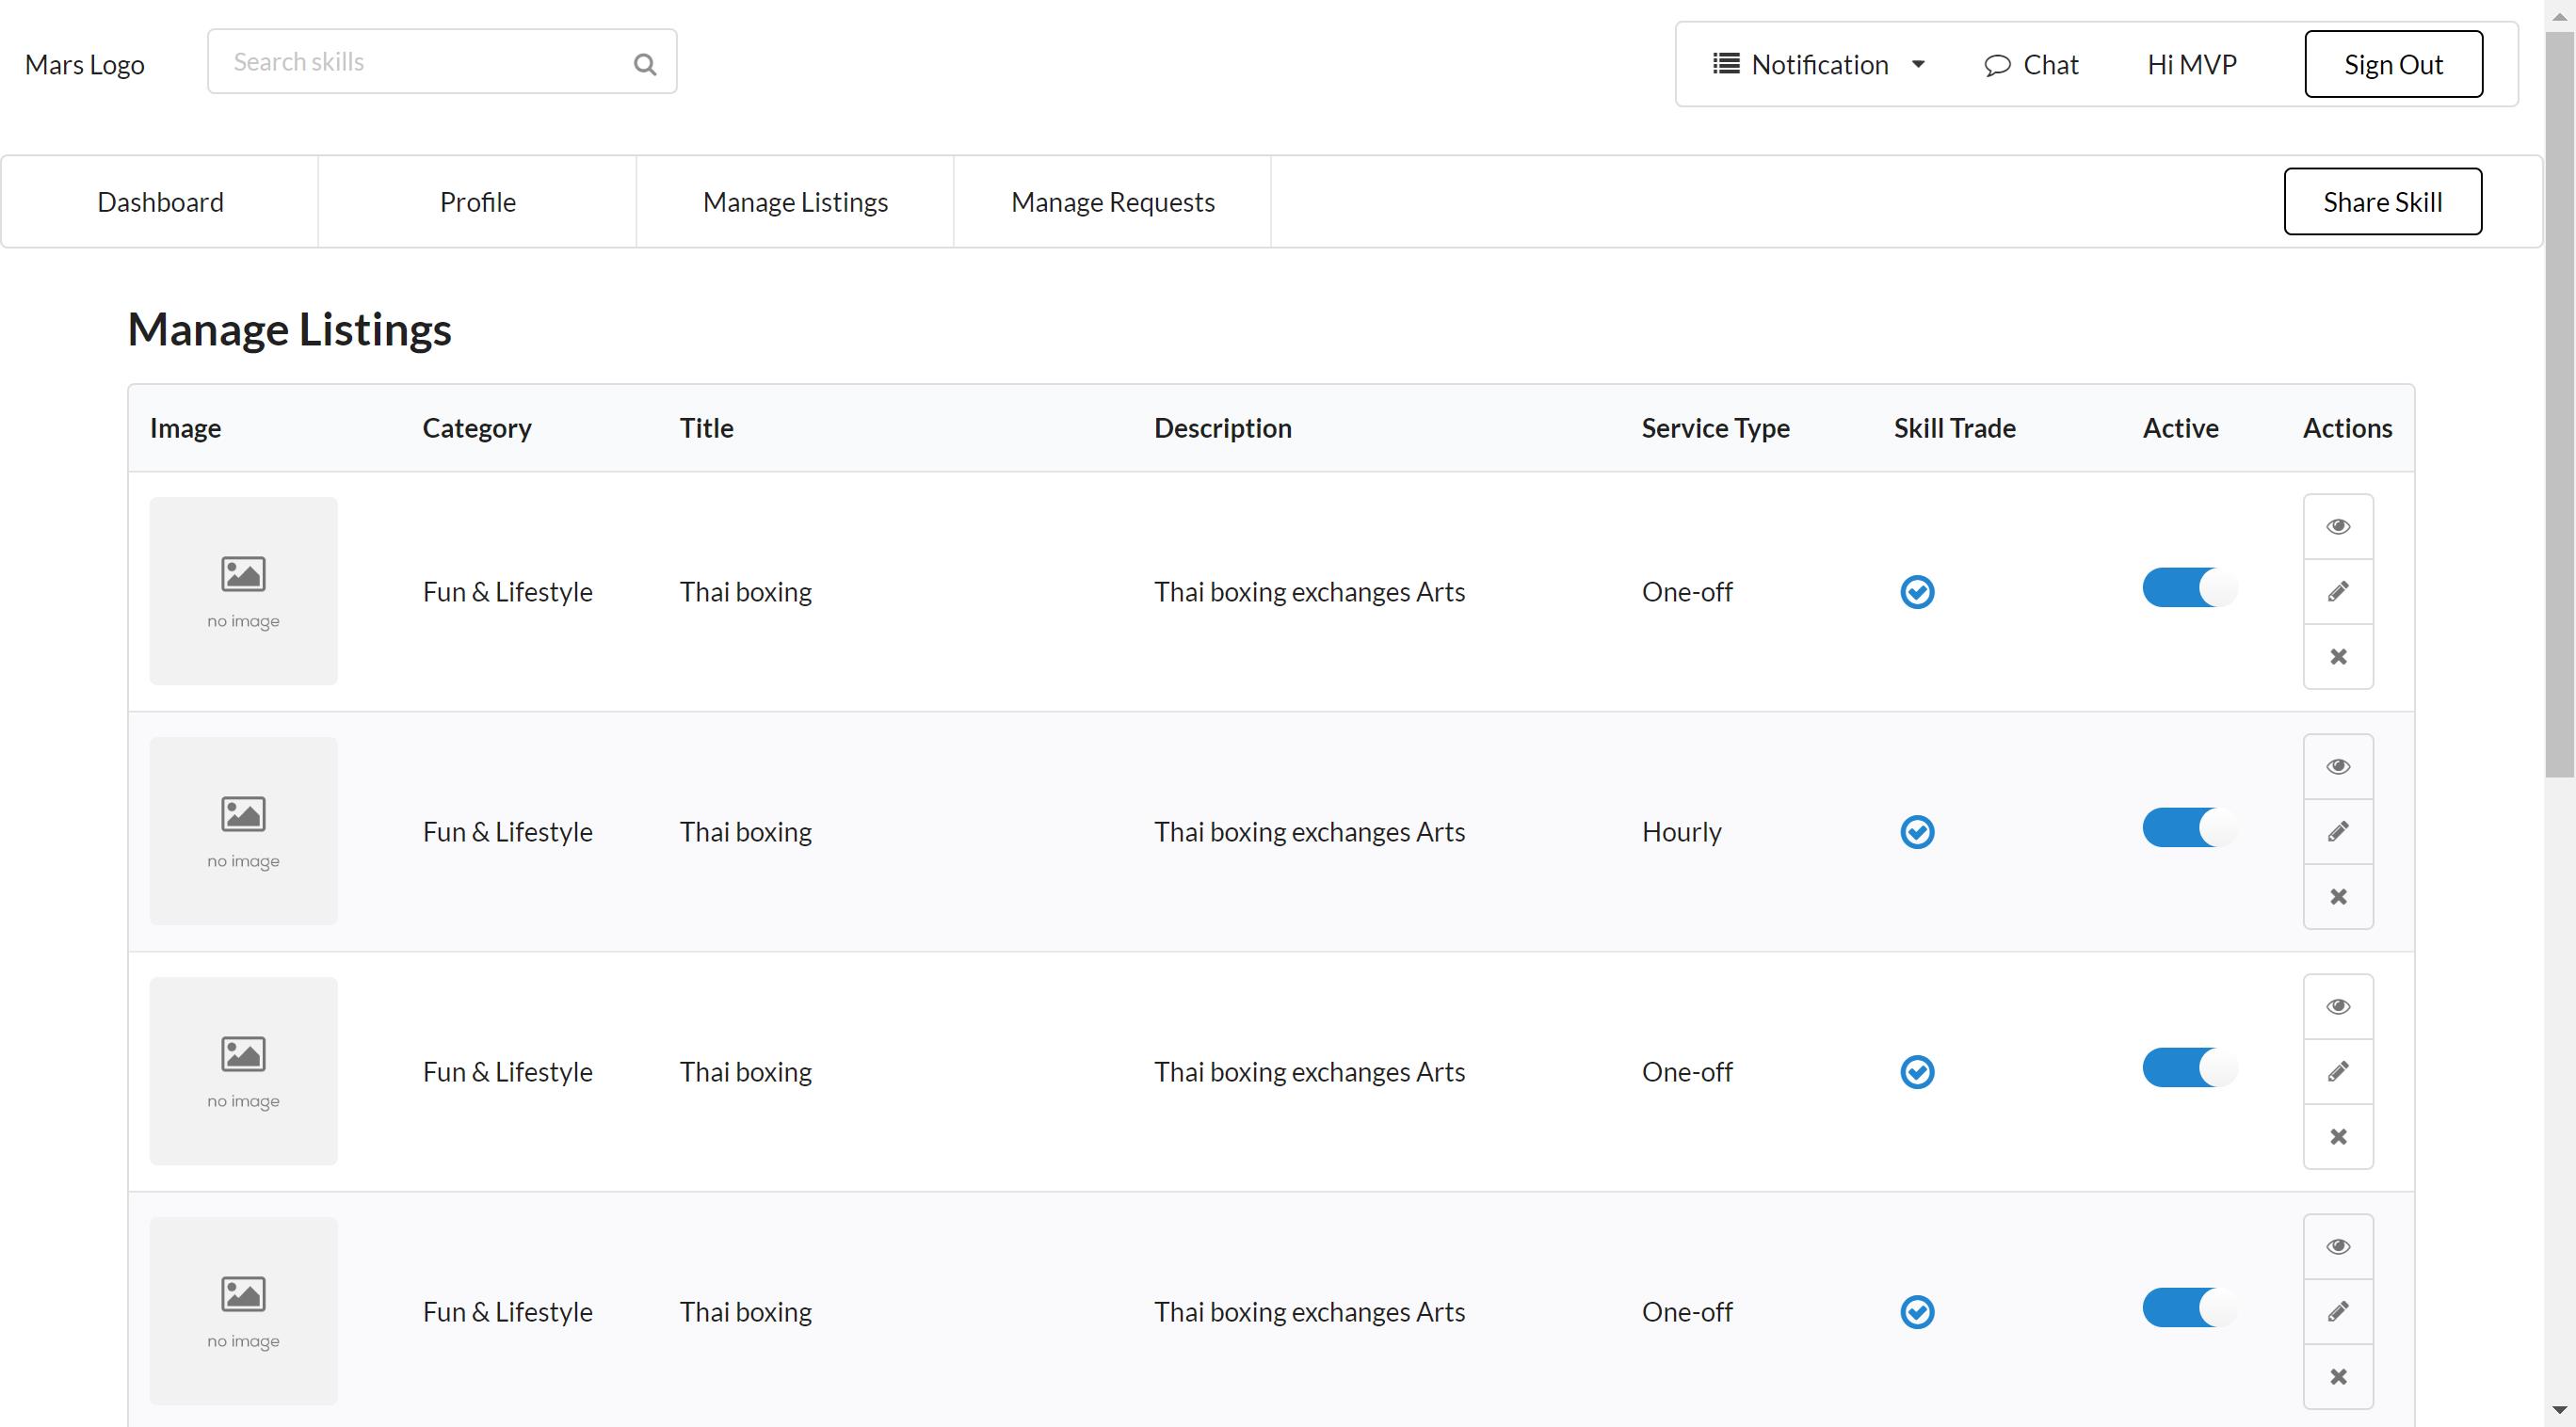 Mars Logo
Search skills
Notification
Chat
Hi MVP
Sign Out
Dashboard
Profile
Manage Listings
Manage Requests
Share Skill
Manage Listings
Image Category Title Description Service Type Skill Trade Active Actions
no image
Fun & Lifestyle Thai boxing Thai boxing exchanges Arts One-off
no image
Fun & Lifestyle Thai boxing Thai boxing exchanges Arts Hourly
no image
Fun & Lifestyle Thai boxing Thai boxing exchanges Arts One-off
no image
Fun & Lifestyle Thai boxing Thai boxing exchanges Arts One-off